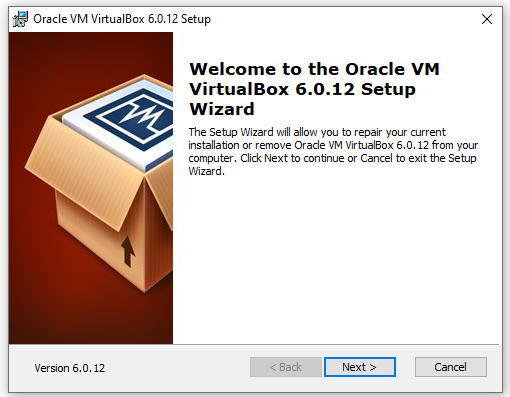 Oracle VM VirtualBox 6.0.12 Setup
Welcome to the Oracle VM
VirtualBox 6.0.12 Setup
Wizard
The Setup Wizard will allow you to repair your current
installation or remove Oracle VM VirtualBox 6.0.12 from your
computer. Click Next to continue or Cancel to exit the Setup
Wizard.
Version 6.0.12
< Back
Next >
Cancel